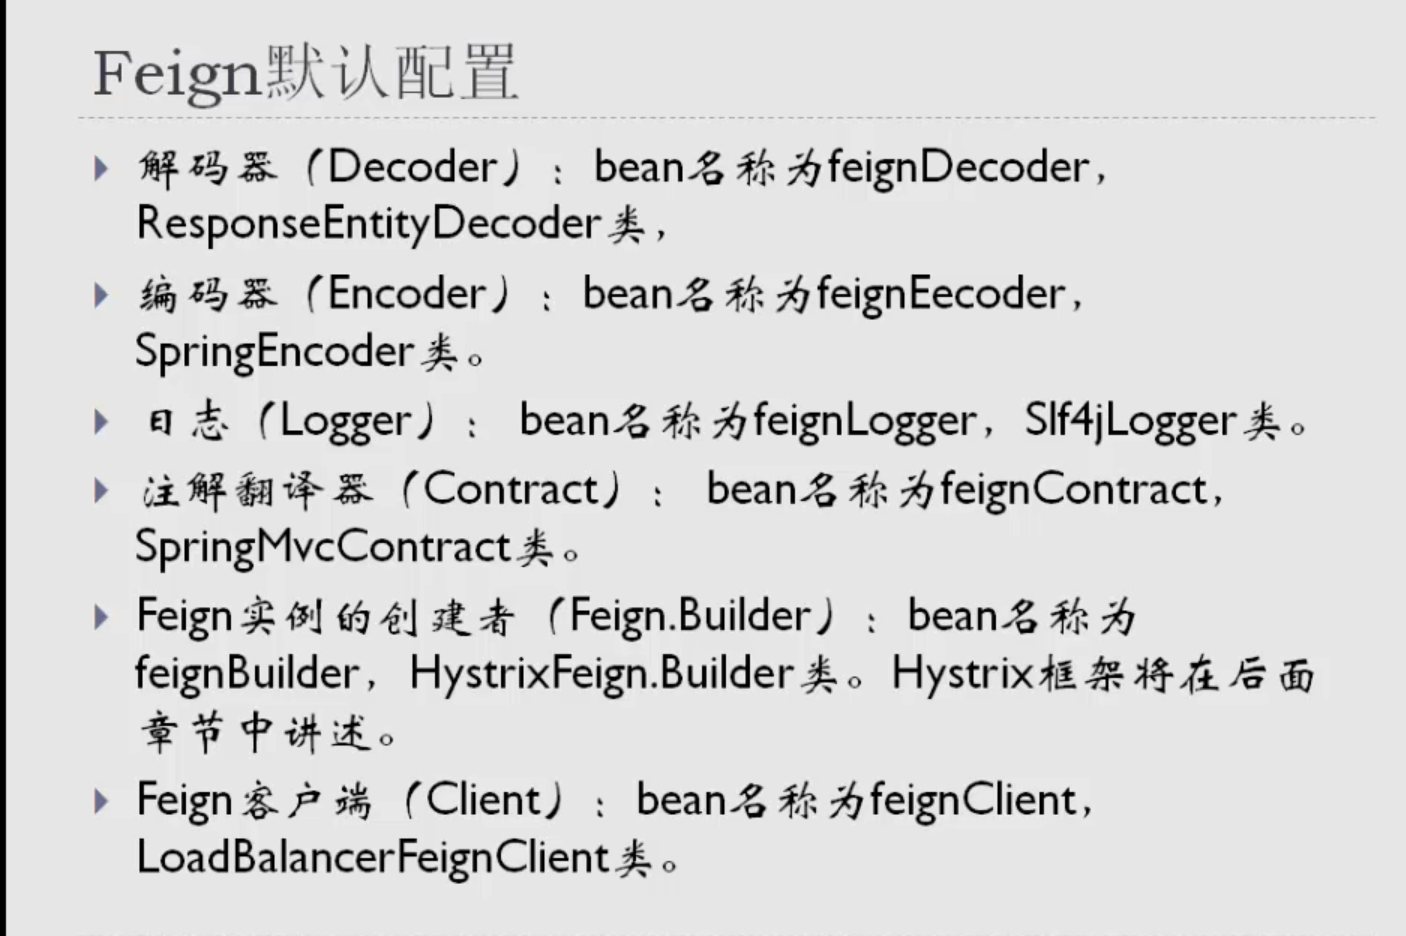 Feign默认配置
解码器（Decoder）：bean名称为feignDecoder，
ResponseEntityDecoder类，
编码器（Encoder）：bean名称为feignEecoder，
SpringEncoder类。
日志（Logger）： bean名称为feignLogger，Slf4jLogger类。
注解翻译器（Contract）： bean名称为feignContract，
SpringMvcContract类。
Feign实例的创建者（Feign.Builder）：bean名称为
feignBuilder，HystrixFeign.Builder类。Hystrix框架将在后面
章节中讲述。
Feign客户端（Client）：bean名称为feignClient，
LoadBalancerFeignClient类。